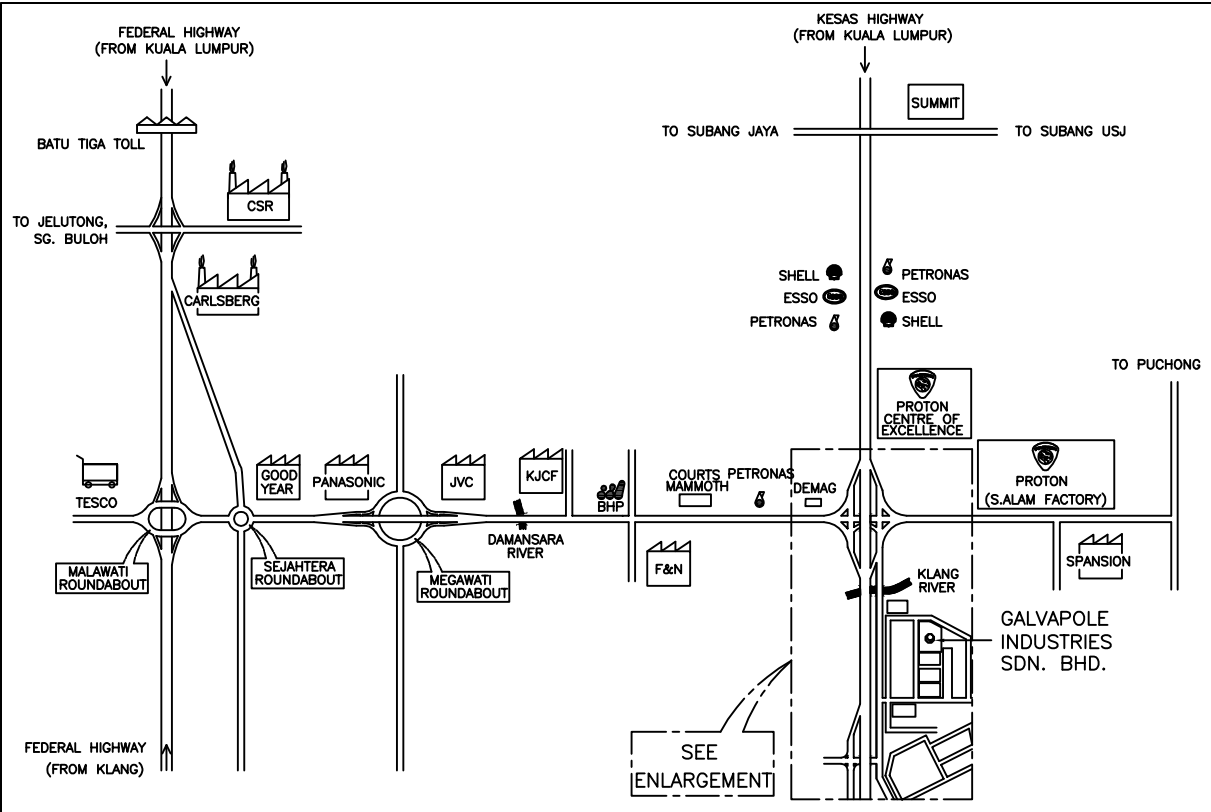 FEDERAL HIGHWAY
(FROM KUALA LUMPUR)
KESAS HIGHWAY
(FROM KUALA LUMPUR)
SUMMIT
BATU TIGA TOLL
TO SUBANG JAYA
TO SUBANG USJ
CSR
TO JELUTONG,
SG. BULOH
CARLSBERG
SHELL
PETRONAS
ESSO
Esso
Esso
ESSO
PETRONAS
SHELL
TO PUCHONG
PROTON
CENTRE OF
EXCELLENCE
TESCO
GOOD
YEAR
PANASONIC
JVC
KJCF
BHP
COURTS
MAMMOTH
PETRONAS
DEMAG
PROTON
(S.ALAM FACTORY)
DAMANSARA
RIVER
MALAWATI
ROUNDABOUT
SEJAHTERA
ROUNDABOUT
MEGAWATI
ROUNDABOUT
F&N
SPANSION
KLANG
RIVER
GALVAPOLE
INDUSTRIES
SDN. BHD.
FEDERAL HIGHWAY
(FROM KLANG)
SEE
ENLARGEMENT